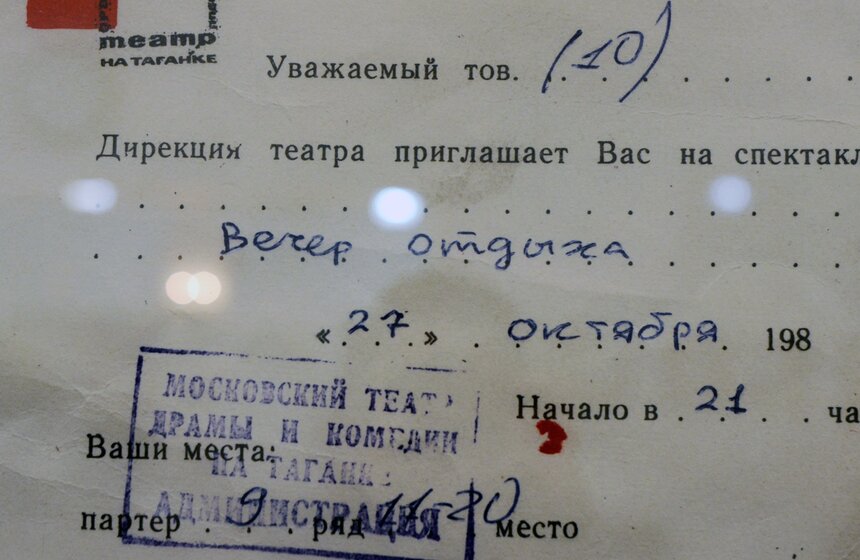 театр
НА ТАГАНКЕ
Уважаемый тов. (10)
Дирекция театра приглашает Вас на спектакл
Вечер отдыха
«27» октября 198
МОСКОВСКИЙ ТЕАТР
ДРАМЫ И КОМЕДИИ
НА ТАГАНКЕ
АДМИНИСТРАЦИЯ
Начало в 21 ча
Ваши места:
партер 9 ряд 11-20 место